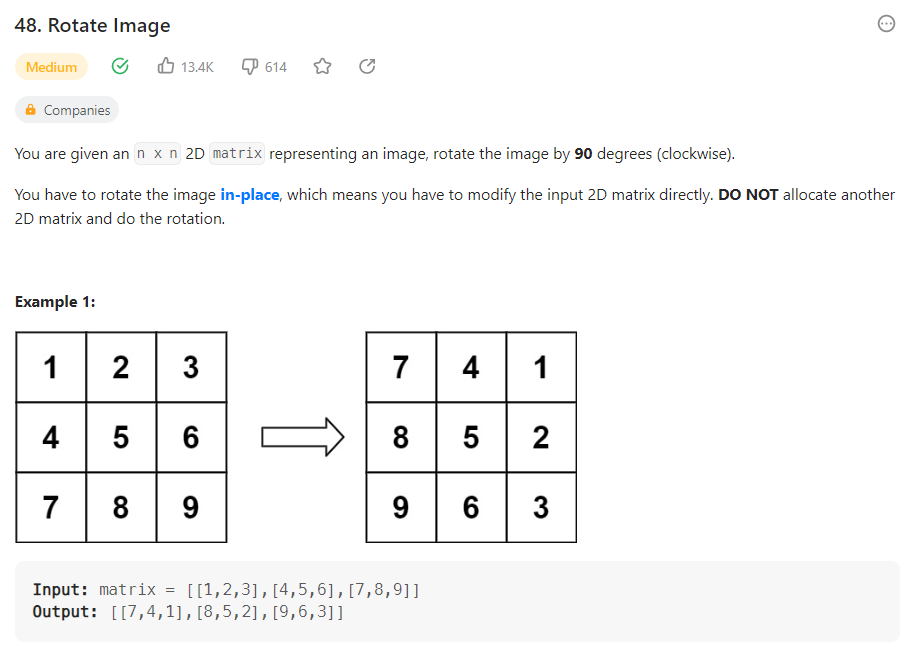 48. Rotate Image
Medium 13.4K 614
Companies
You are given an n x n 2D matrix representing an image, rotate the image by 90 degrees (clockwise).
You have to rotate the image in-place, which means you have to modify the input 2D matrix directly. DO NOT allocate another
2D matrix and do the rotation.
Example 1:
1 2 3 7 4 1
4 5 6 8 5 2
7 8 9 9 6 3
Input: matrix = [[1,2,3],[4,5,6],[7,8,9]]
Output: [[7,4,1],[8,5,2],[9,6,3]]